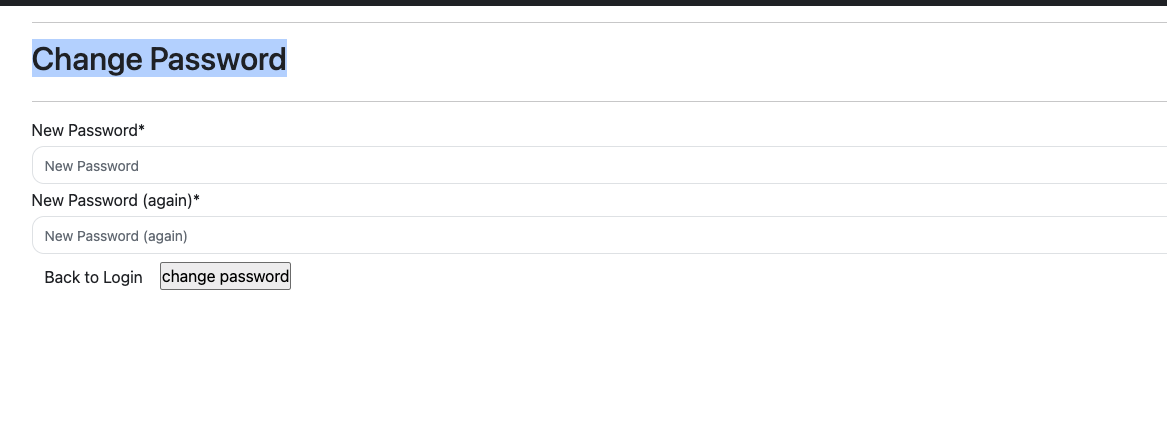 Change Password
New Password*
New Password
New Password (again)*
New Password (again)
Back to Login change password